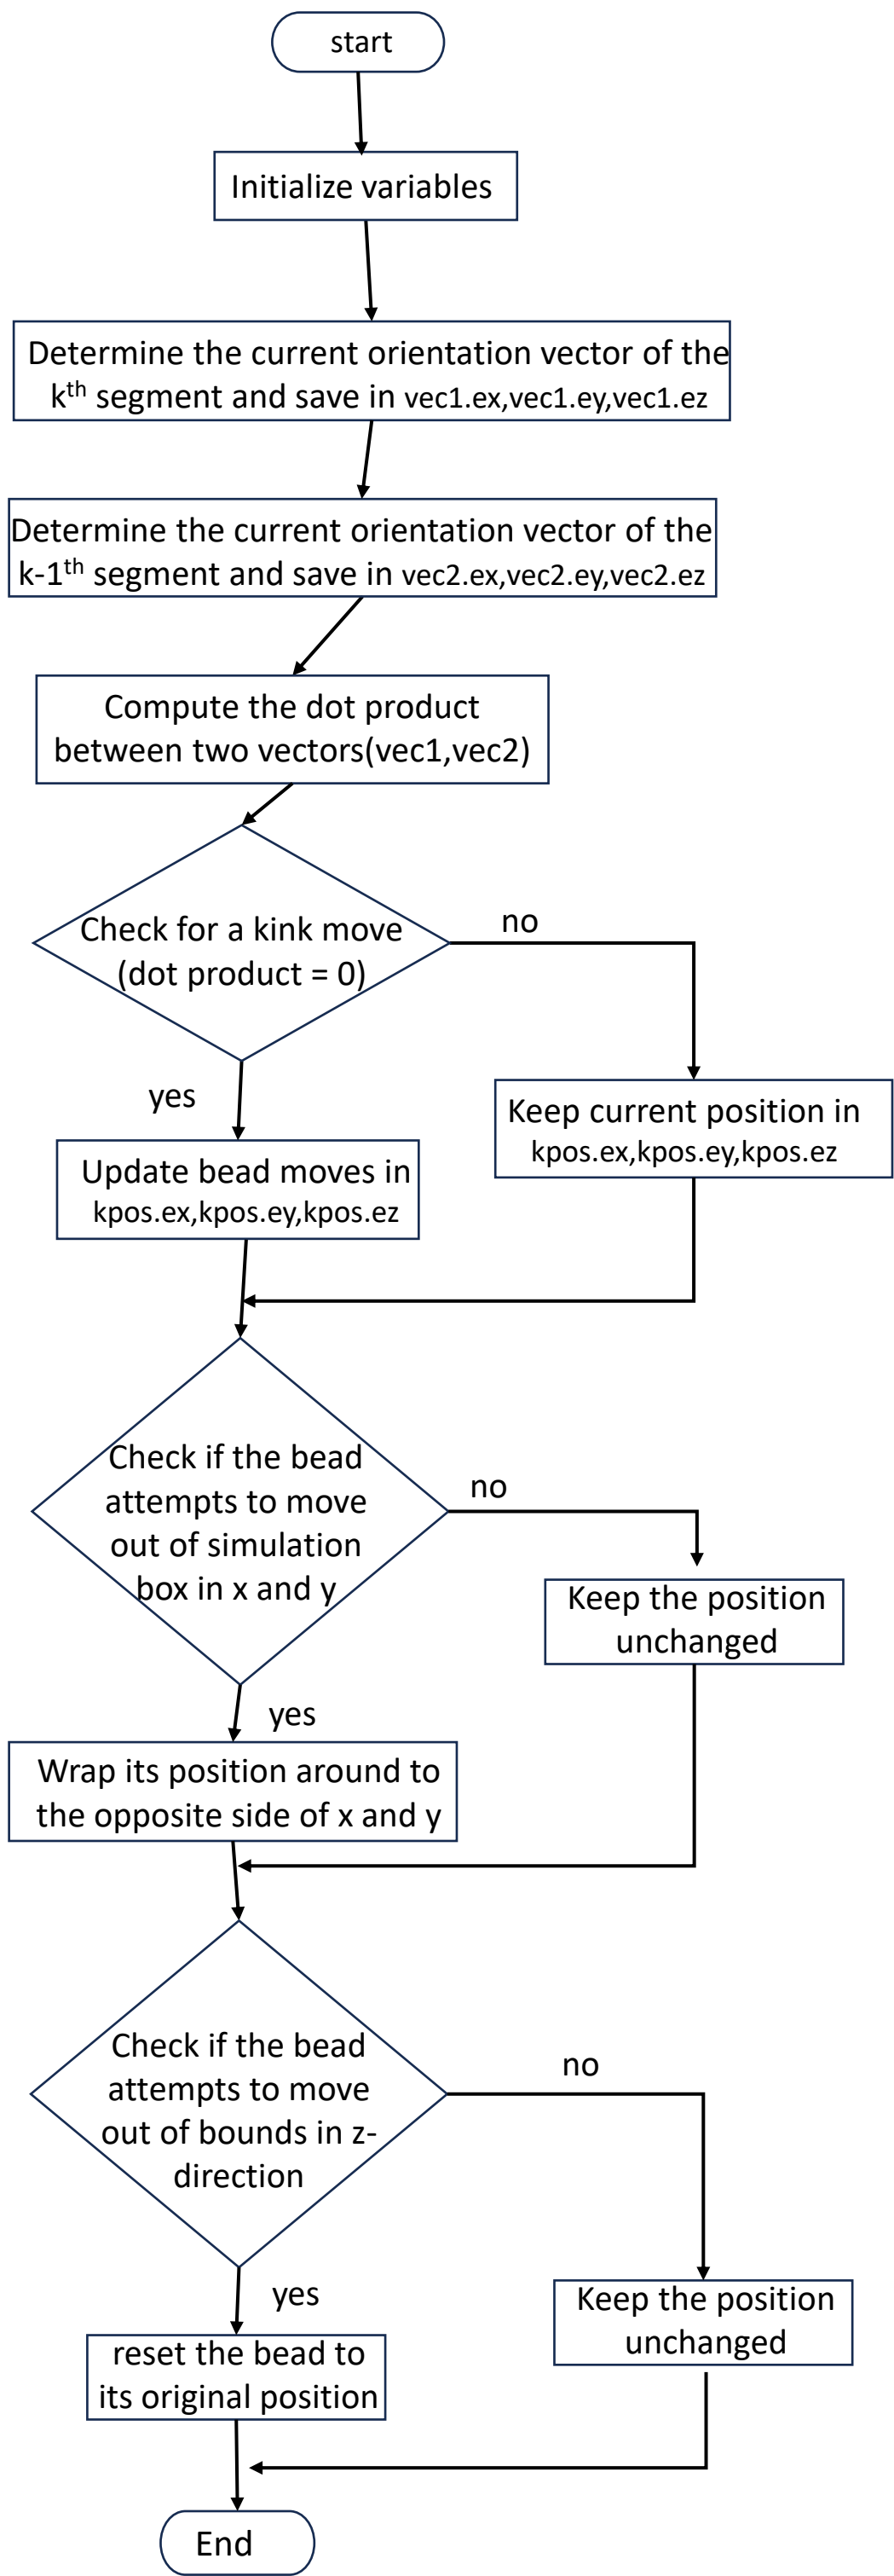 start
Initialize variables
Determine the current orientation vector of the
kth segment and save in vec1.ex,vec1.ey,vec1.ez
Determine the current orientation vector of the
k-1th segment and save in vec2.ex,vec2.ey,vec2.ez
Compute the dot product
between two vectors(vec1,vec2)
Check for a kink move
(dot product = 0)
no
yes
Keep current position in
kpos.ex,kpos.ey,kpos.ez
Update bead moves in
kpos.ex,kpos.ey,kpos.ez
Check if the bead
attempts to move
out of simulation
box in x and y
no
Keep the position
unchanged
yes
Wrap its position around to
the opposite side of x and y
Check if the bead
attempts to move
out of bounds in z-
direction
no
yes
Keep the position
unchanged
reset the bead to
its original position
End